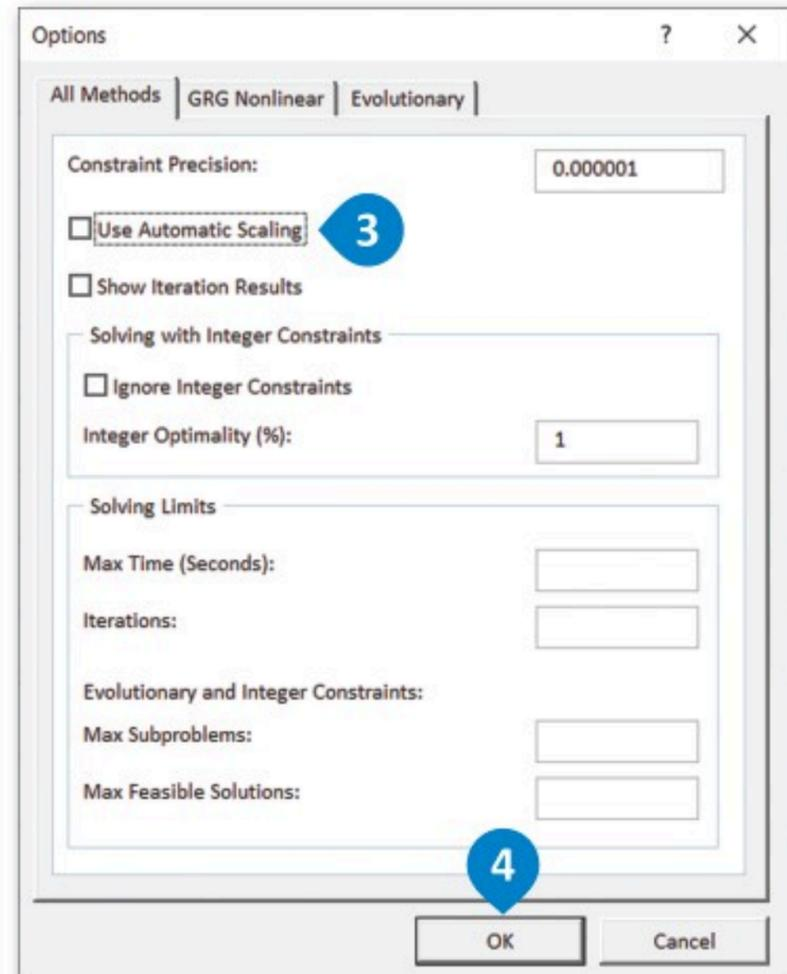 Options ? ✕
All Methods GRG Nonlinear Evolutionary
Constraint Precision: 0.000001
Use Automatic Scaling 3
Show Iteration Results
Solving with Integer Constraints
Ignore Integer Constraints
Integer Optimality (%): 1
Solving Limits
Max Time (Seconds):
Iterations:
Evolutionary and Integer Constraints:
Max Subproblems:
Max Feasible Solutions:
4
OK Cancel